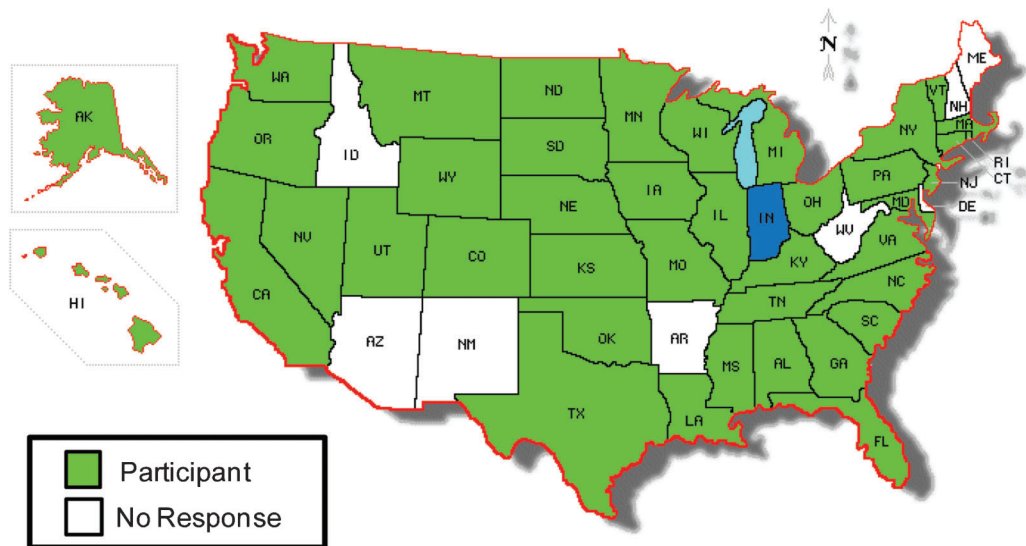 N
ME
WA
VT
NH
AK
MT
ND
MN
OR
MA
NY
WI
MI
ID
SD
RI
WY
CT
PA
NJ
IA
NE
OH
IN
MD
DE
IL
NV
UT
WV
VA
CO
KS
MO
KY
CA
NC
HI
TN
OK
SC
AZ
NM
AR
MS
AL
GA
TX
LA
FL
Participant
No Response